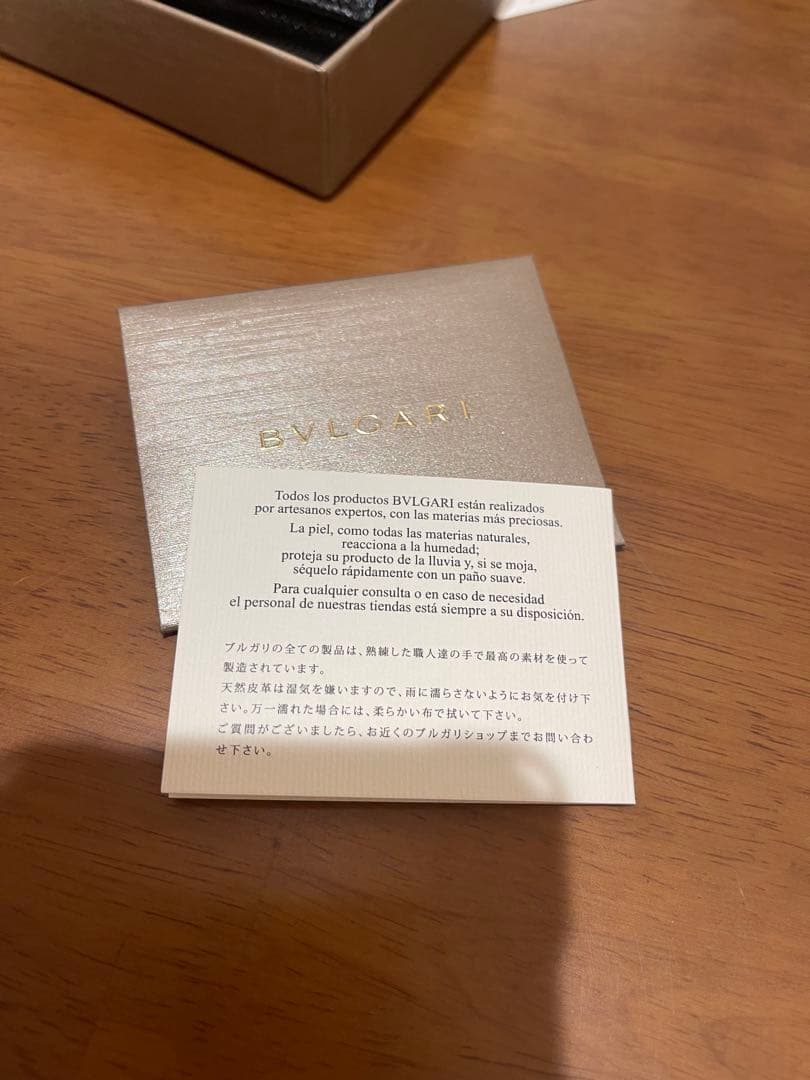 BVLGARI
Todos los productos BVLGARI están realizados
por artesanos expertos, con las materias más preciosas.
La piel, como todas las materias naturales,
reacciona a la humedad;
proteja su producto de la lluvia y, si se moja,
séquelo rápidamente con un paño suave.
Para cualquier consulta o en caso de necesidad
el personal de nuestras tiendas está siempre a su disposición.
ブルガリの全ての製品は、熟練した職人達の手で最高の素材を使って
製造されています。
天然皮革は湿気を嫌いますので、雨に濡らさないようにお気を付け下
さい。万一濡れた場合には、柔らかい布で拭いて下さい。
ご質問がございましたら、お近くのブルガリショップまでお問い合わ
せ下さい。